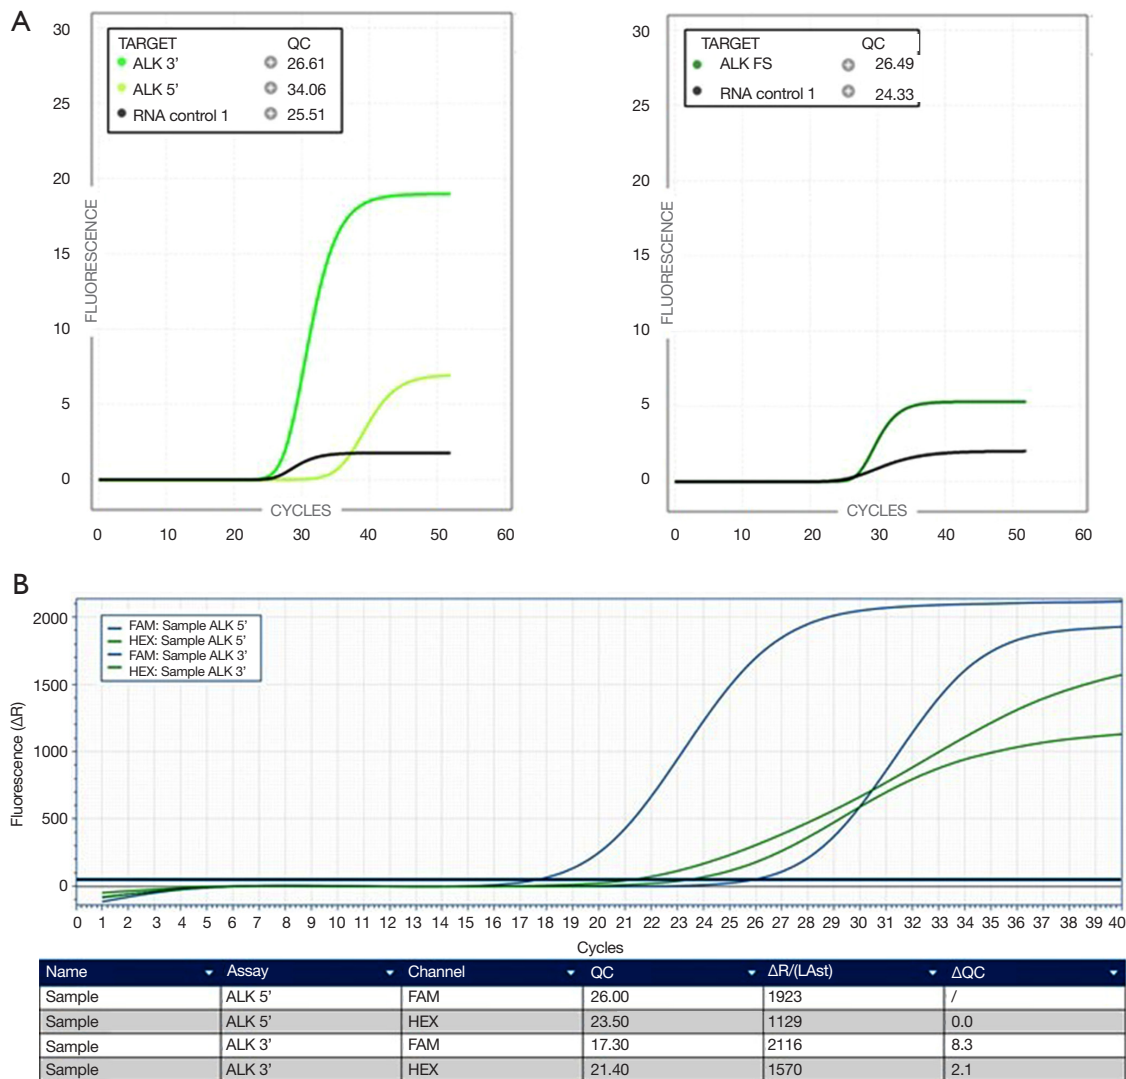 A
30
25
20
15
10
5
0
FLUORESCENCE
TARGET QC
ALK 3’ 26.61
ALK 5’ 34.06
RNA control 1 25.51
CYCLES
0 10 20 30 40 50 60
30
25
20
15
10
5
0
FLUORESCENCE
TARGET QC
ALK FS 26.49
RNA control 1 24.33
CYCLES
0 10 20 30 40 50 60
B
2000
1500
1000
500
0
Fluorescence (ΔR)
FAM: Sample ALK 5’
HEX: Sample ALK 5’
FAM: Sample ALK 3’
HEX: Sample ALK 3’
0 1 2 3 4 5 6 7 8 9 10 11 12 13 14 15 16 17 18 19 20 21 22 23 24 25 26 27 28 29 30 31 32 33 34 35 36 37 38 39 40
Cycles
Name Assay Channel QC ΔR/(LAst) ΔQC
Sample ALK 5’ FAM 26.00 1923 /
Sample ALK 5’ HEX 23.50 1129 0.0
Sample ALK 3’ FAM 17.30 2116 8.3
Sample ALK 3’ HEX 21.40 1570 2.1